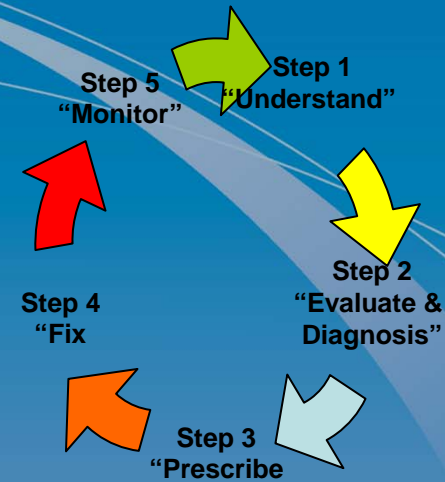 Step 1
“Understand”
Step 2
“Evaluate &
Diagnosis”
Step 3
“Prescribe
Step 4
“Fix
Step 5
“Monitor”